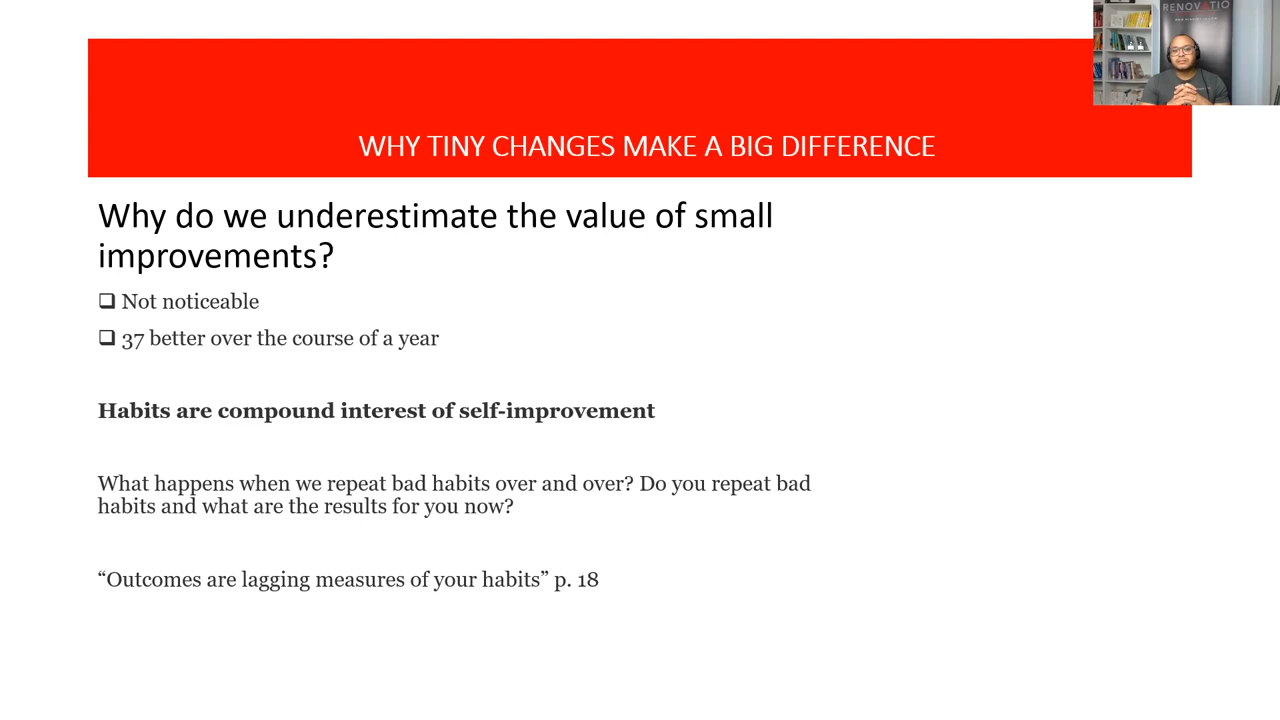 RENOVATIO
WHY TINY CHANGES MAKE A BIG DIFFERENCE
Why do we underestimate the value of small
improvements?
❑ Not noticeable
❑ 37 better over the course of a year
Habits are compound interest of self-improvement
What happens when we repeat bad habits over and over? Do you repeat bad
habits and what are the results for you now?
“Outcomes are lagging measures of your habits” p. 18